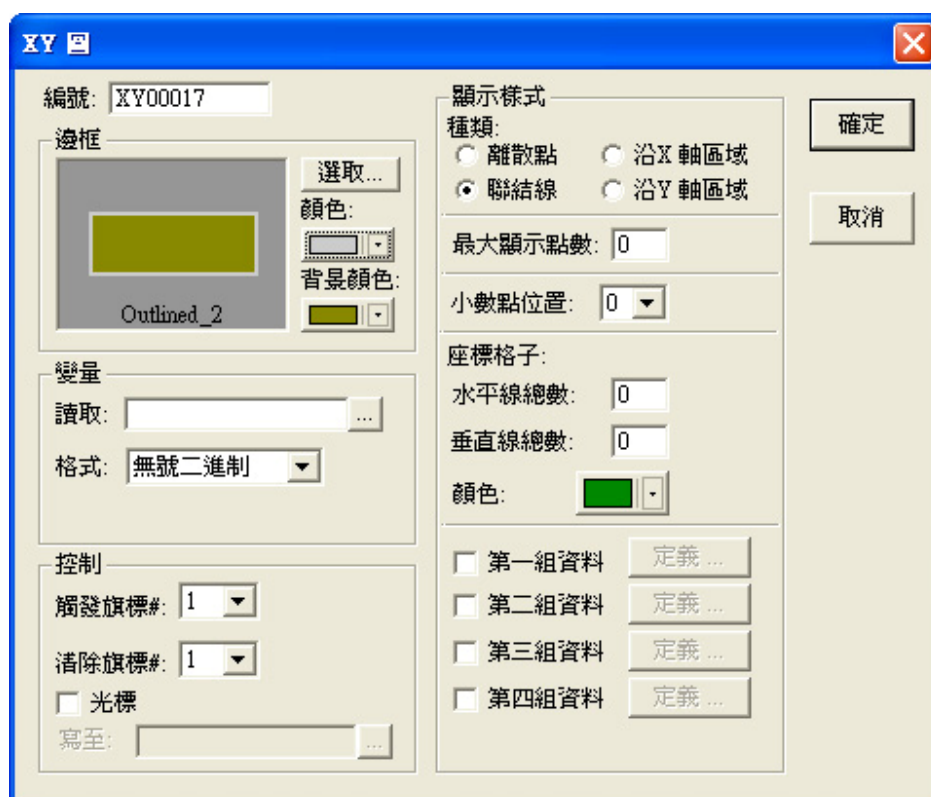 XY 圖
編號: XY00017
邊框
選取...
顏色:
背景顏色:
Outlined_2
變量
讀取: ...
格式: 無號二進制
控制
觸發旗標#: 1
清除旗標#: 1
光標
寫至: ...
顯示樣式
種類:
離散點 沿X 軸區域
聯結線 沿Y 軸區域
最大顯示點數: 0
小數點位置: 0
座標格子:
水平線總數: 0
垂直線總數: 0
顏色:
第一組資料 定義 ...
第二組資料 定義 ...
第三組資料 定義 ...
第四組資料 定義 ...
確定
取消